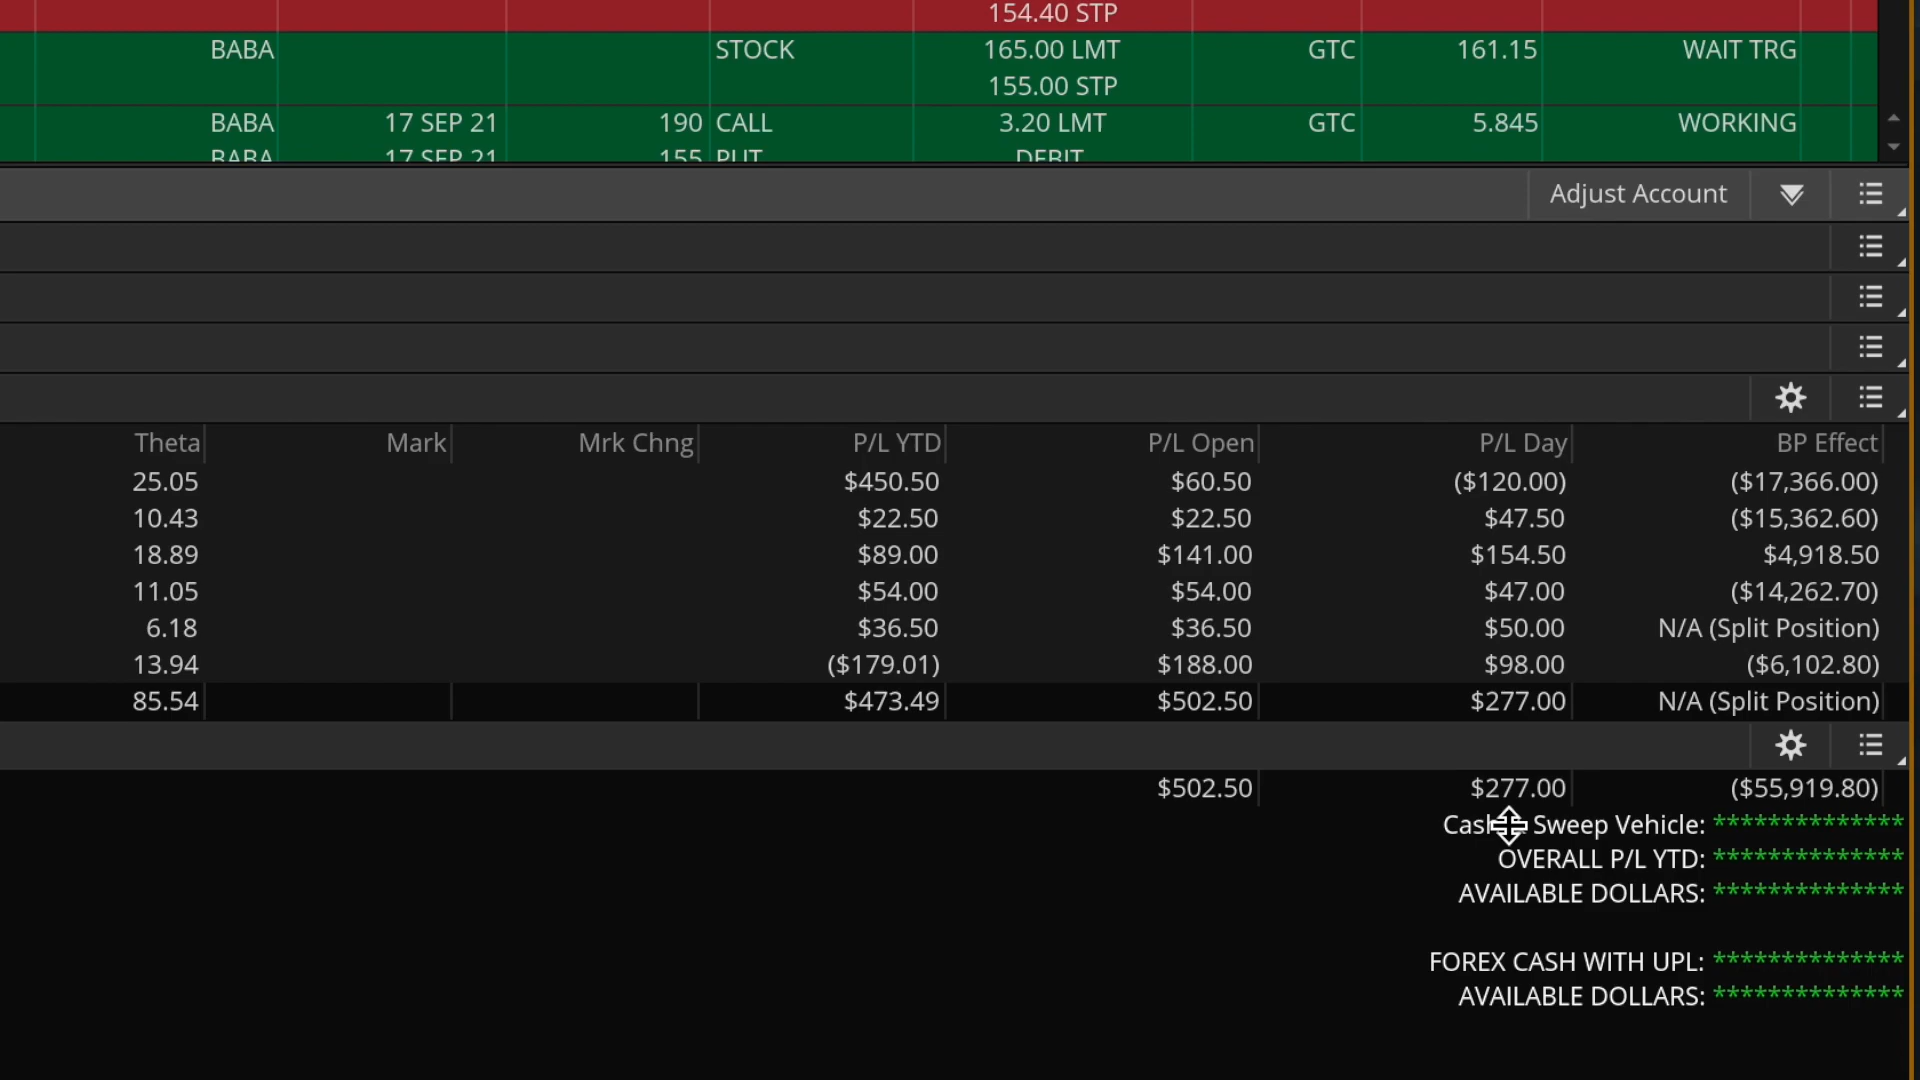 154.40 STP
BABA STOCK 165.00 LMT GTC 161.15 WAIT TRG
155.00 STP
BABA 17 SEP 21 190 CALL 3.20 LMT GTC 5.845 WORKING
BABA 17 SEP 21 155 PUT DEBIT
Adjust Account
Theta Mark Mrk Chng P/L YTD P/L Open P/L Day BP Effect
25.05 $450.50 $60.50 ($120.00) ($17,366.00)
10.43 $22.50 $22.50 $47.50 ($15,362.60)
18.89 $89.00 $141.00 $154.50 $4,918.50
11.05 $54.00 $54.00 $47.00 ($14,262.70)
6.18 $36.50 $36.50 $50.00 N/A (Split Position)
13.94 ($179.01) $188.00 $98.00 ($6,102.80)
85.54 $473.49 $502.50 $277.00 N/A (Split Position)
$502.50 $277.00 ($55,919.80)
Sweep Vehicle: **************
OVERALL P/L YTD: **************
AVAILABLE DOLLARS: **************
FOREX CASH WITH UPL: **************
AVAILABLE DOLLARS: **************